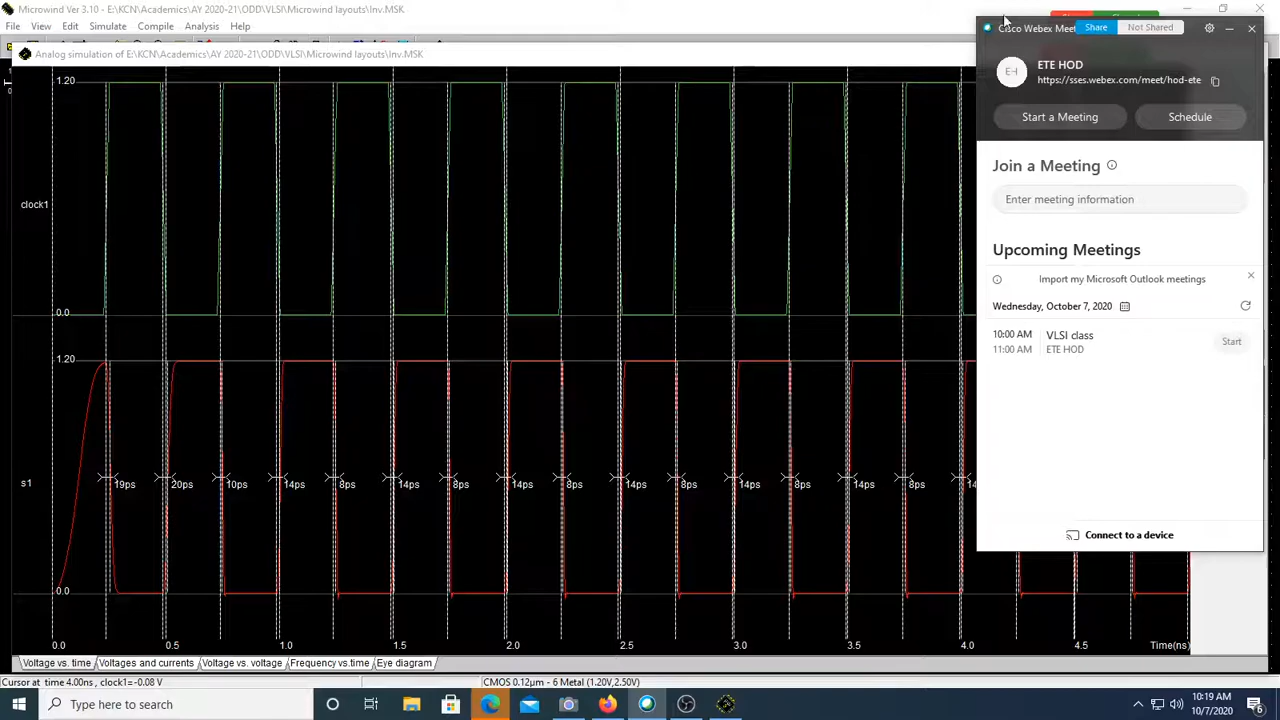 Microwind Ver 3.10 - E:\KCN\Academics\AY 2020-21\ODD\VLSI\Microwind layouts\Inv.MSK
File View Edit Simulate Compile Analysis Help
Analog simulation of E:\KCN\Academics\AY 2020-21\ODD\VLSI\Microwind layouts\Inv.MSK
1.20
clock1
0.0
1.20
s1
19ps 20ps 10ps 14ps 8ps 14ps 8ps 14ps 8ps 14ps 8ps 14ps 8ps 14ps 8ps
0.0
0.0 0.5 1.0 1.5 2.0 2.5 3.0 3.5 4.0 4.5 Time(ns)
Voltage vs. time Voltages and currents Voltage vs. voltage Frequency vs.time Eye diagram
Cursor at time 4.00ns, clock1=-0.08 V
CMOS 0.12µm - 6 Metal (1.20V,2.50V)
Cisco Webex Meet
Share Not Shared
EH
ETE HOD
https://sses.webex.com/meet/hod-ete
Start a Meeting Schedule
Join a Meeting
Enter meeting information
Upcoming Meetings
Import my Microsoft Outlook meetings
Wednesday, October 7, 2020
10:00 AM VLSI class
11:00 AM ETE HOD
Start
Connect to a device
Type here to search
10:19 AM
10/7/2020
6